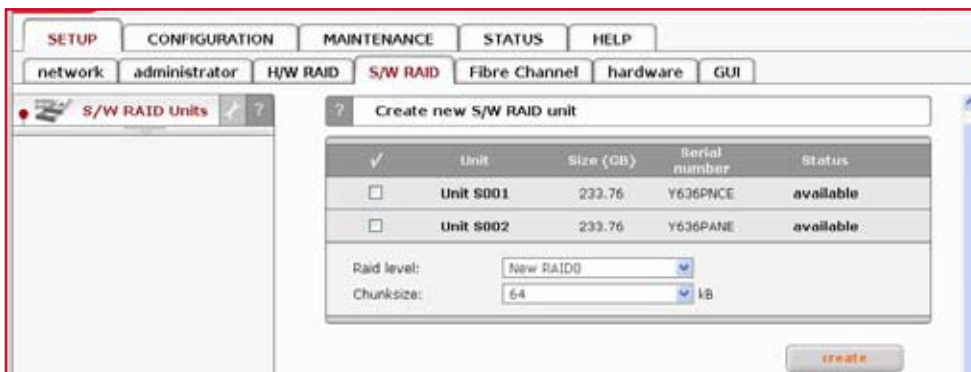 SETUP CONFIGURATION MAINTENANCE STATUS HELP
network administrator H/W RAID S/W RAID Fibre Channel hardware GUI
S/W RAID Units ?
? Create new S/W RAID unit
√ Unit Size (GB) Serial number Status
Unit S001 233.76 Y636PNCE available
Unit S002 233.76 Y636PANE available
Raid level: New RAID0
Chunksize: 64 kB
create